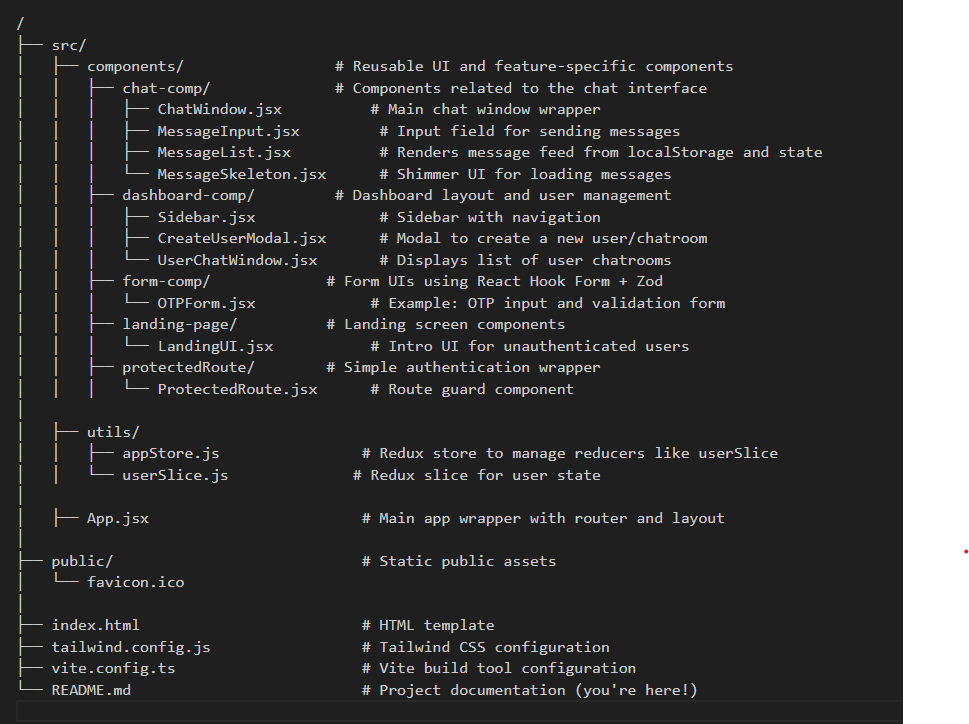 /
├── src/
│   ├── components/                 # Reusable UI and feature-specific components
│   │   ├── chat-comp/              # Components related to the chat interface
│   │   │   ├── ChatWindow.jsx          # Main chat window wrapper
│   │   │   ├── MessageInput.jsx         # Input field for sending messages
│   │   │   ├── MessageList.jsx          # Renders message feed from localStorage and state
│   │   │   └── MessageSkeleton.jsx      # Shimmer UI for loading messages
│   │   ├── dashboard-comp/         # Dashboard layout and user management
│   │   │   ├── Sidebar.jsx              # Sidebar with navigation
│   │   │   ├── CreateUserModal.jsx      # Modal to create a new user/chatroom
│   │   │   └── UserChatWindow.jsx       # Displays list of user chatrooms
│   │   ├── form-comp/             # Form UIs using React Hook Form + Zod
│   │   │   └── OTPForm.jsx             # Example: OTP input and validation form
│   │   ├── landing-page/          # Landing screen components
│   │   │   └── LandingUI.jsx           # Intro UI for unauthenticated users
│   │   ├── protectedRoute/        # Simple authentication wrapper
│   │   │   └── ProtectedRoute.jsx      # Route guard component
│
│   ├── utils/
│   │   ├── appStore.js                # Redux store to manage reducers like userSlice
│   │   └── userSlice.js              # Redux slice for user state
│
│   ├── App.jsx                        # Main app wrapper with router and layout
│
├── public/                            # Static public assets
│   └── favicon.ico
│
├── index.html                         # HTML template
├── tailwind.config.js                 # Tailwind CSS configuration
├── vite.config.ts                     # Vite build tool configuration
└── README.md                          # Project documentation (you're here!)